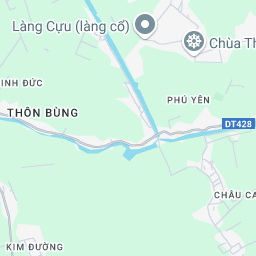 Làng Cựu (làng cổ)
Chùa Th
INH ĐỨC
PHÚ YÊN
THÔN BÙNG
DT428
CHÂU CA
KIM ĐƯỜNG